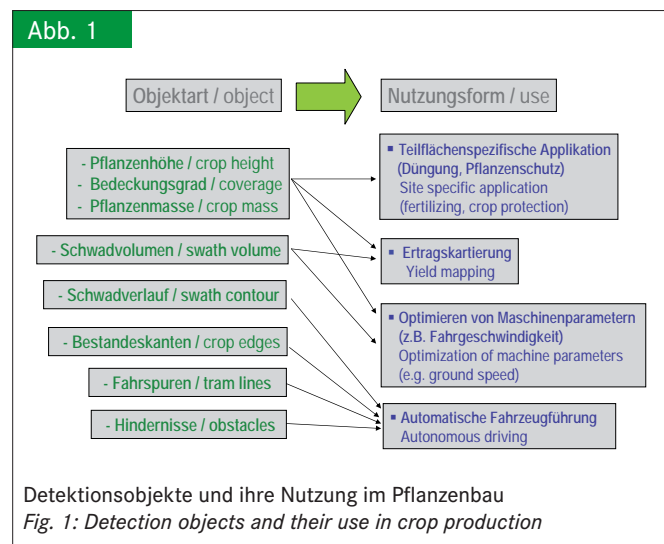 Abb. 1
Objektart / object
Nutzungsform / use
- Pflanzenhöhe / crop height
- Bedeckungsgrad / coverage
- Pflanzenmasse / crop mass
- Schwadvolumen / swath volume
- Schwadverlauf / swath contour
- Bestandeskanten / crop edges
- Fahrspuren / tram lines
- Hindernisse / obstacles
▪ Teilflächenspezifische Applikation
(Düngung, Pflanzenschutz)
Site specific application
(fertilizing, crop protection)
▪ Ertragskartierung
Yield mapping
▪ Optimieren von Maschinenparametern
(z.B. Fahrgeschwindigkeit)
Optimization of machine parameters
(e.g. ground speed)
▪ Automatische Fahrzeugführung
Autonomous driving
Detektionsobjekte und ihre Nutzung im Pflanzenbau
Fig. 1: Detection objects and their use in crop production